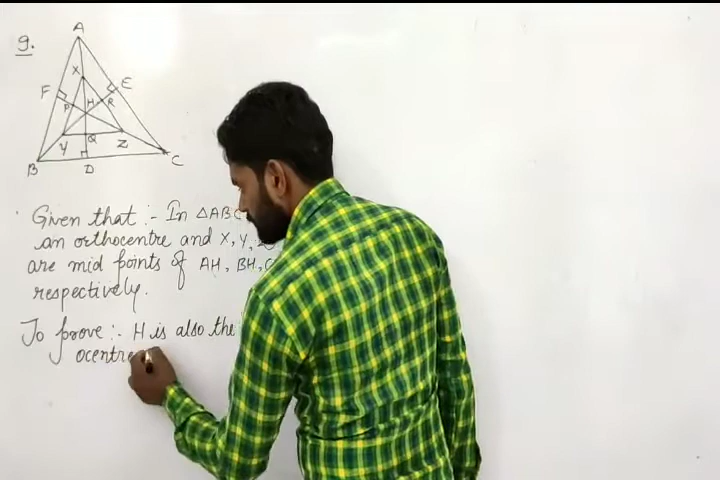 9.
A
X
F
E
P
H
R
Q
Y
Z
B
D
C
Given that :- In △ABC
an orthocentre and X, Y, Z
are mid points of AH, BH, C
respectively.
To prove :- H is also the
ocentre